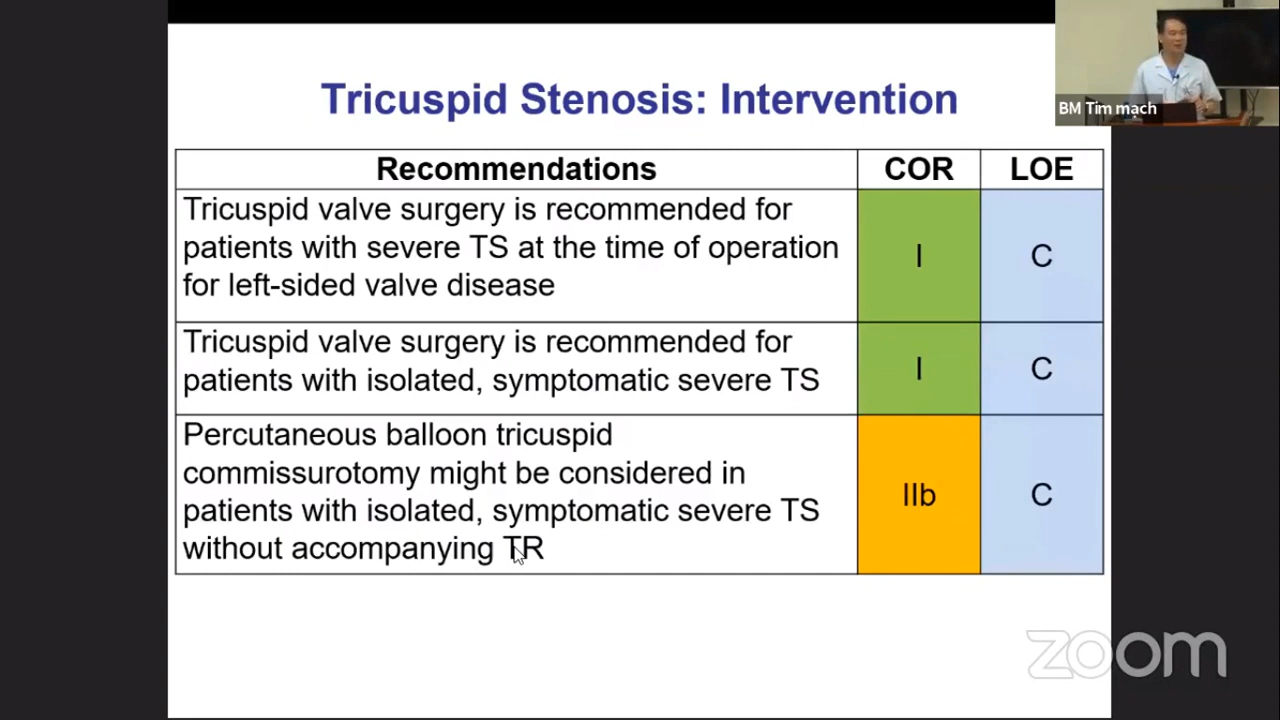 BM Tim mạch
Tricuspid Stenosis: Intervention
Recommendations COR LOE
Tricuspid valve surgery is recommended for
patients with severe TS at the time of operation
for left-sided valve disease
I C
Tricuspid valve surgery is recommended for
patients with isolated, symptomatic severe TS
I C
Percutaneous balloon tricuspid
commissurotomy might be considered in
patients with isolated, symptomatic severe TS
without accompanying TR
IIb C
zoom